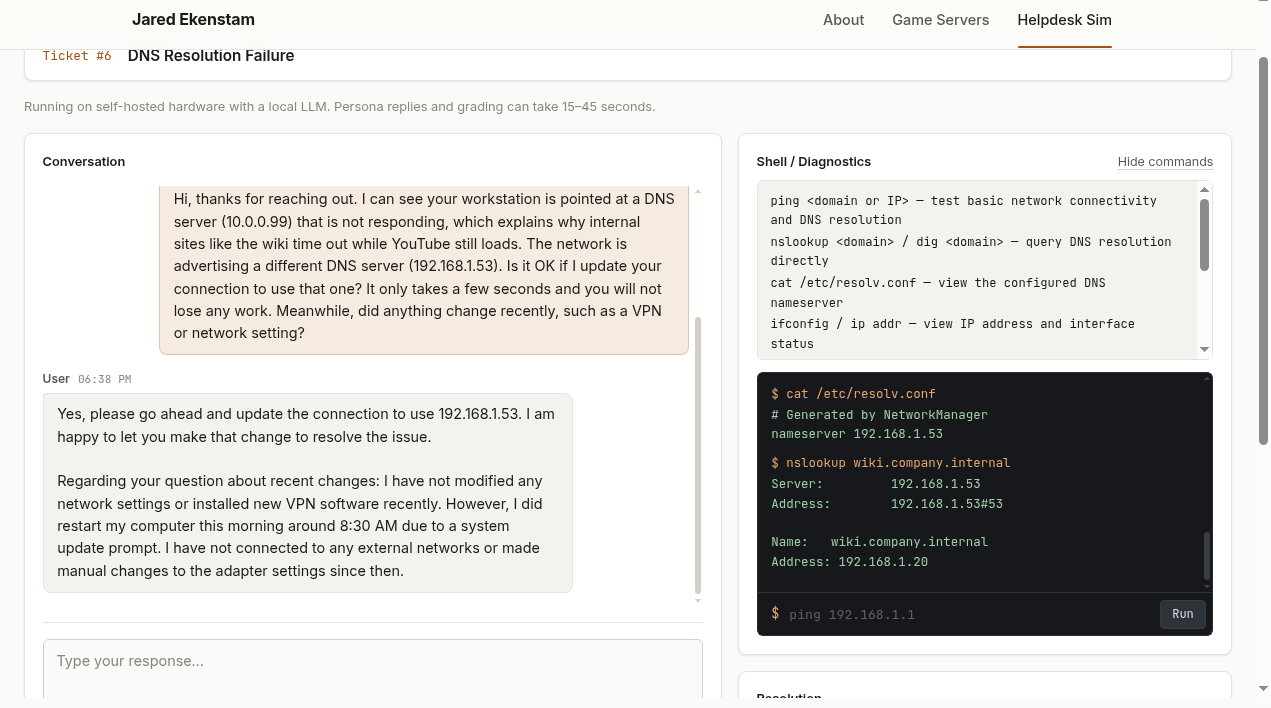 Jared Ekenstam
About
Game Servers
Helpdesk Sim
Ticket #6 DNS Resolution Failure
Running on self-hosted hardware with a local LLM. Persona replies and grading can take 15–45 seconds.
Conversation
Hi, thanks for reaching out. I can see your workstation is pointed at a DNS
server (10.0.0.99) that is not responding, which explains why internal
sites like the wiki time out while YouTube still loads. The network is
advertising a different DNS server (192.168.1.53). Is it OK if I update your
connection to use that one? It only takes a few seconds and you will not
lose any work. Meanwhile, did anything change recently, such as a VPN
or network setting?
User 06:38 PM
Yes, please go ahead and update the connection to use 192.168.1.53. I am
happy to let you make that change to resolve the issue.
Regarding your question about recent changes: I have not modified any
network settings or installed new VPN software recently. However, I did
restart my computer this morning around 8:30 AM due to a system
update prompt. I have not connected to any external networks or made
manual changes to the adapter settings since then.
Type your response...
Shell / Diagnostics
Hide commands
ping <domain or IP> — test basic network connectivity
and DNS resolution
nslookup <domain> / dig <domain> — query DNS resolution
directly
cat /etc/resolv.conf — view the configured DNS
nameserver
ifconfig / ip addr — view IP address and interface
status
$ cat /etc/resolv.conf
# Generated by NetworkManager
nameserver 192.168.1.53
$ nslookup wiki.company.internal
Server: 192.168.1.53
Address: 192.168.1.53#53
Name: wiki.company.internal
Address: 192.168.1.20
$ ping 192.168.1.1
Run
Resolution